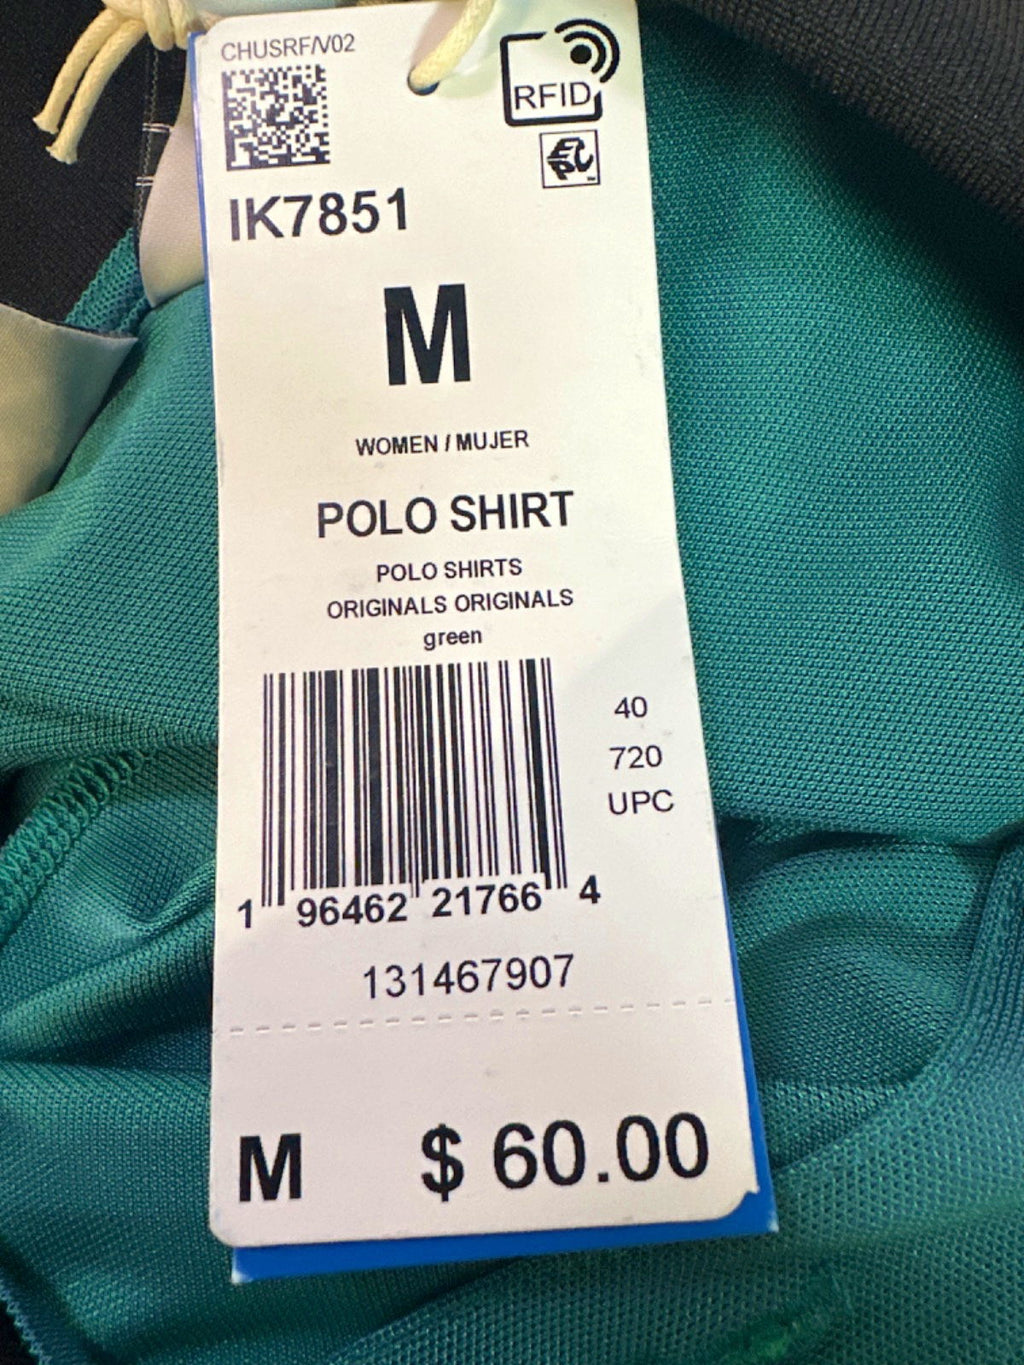 CHUSRF/V02
RFID
EPC
IK7851
M
WOMEN / MUJER
POLO SHIRT
POLO SHIRTS
ORIGINALS ORIGINALS
green
40
720
UPC
1 96462 21766 4
131467907
M $ 60.00